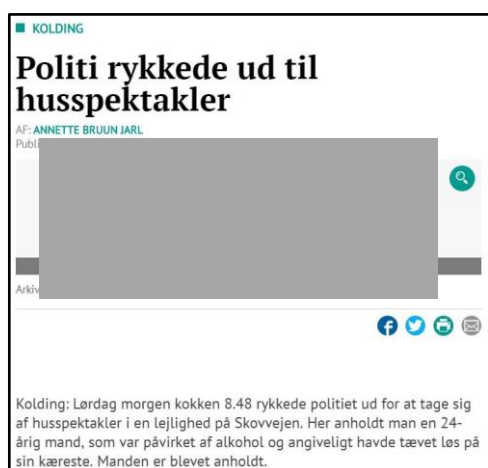 KOLDING
Politi rykkede ud til
husspektakler
AF: ANNETTE BRUUN JARL
Kolding: Lørdag morgen kokken 8.48 rykkede politiet ud for at tage sig
af husspektakler i en lejlighed på Skovvejen. Her anholdt man en 24-
årig mand, som var påvirket af alkohol og angiveligt havde tævet løs på
sin kæreste. Manden er blevet anholdt.